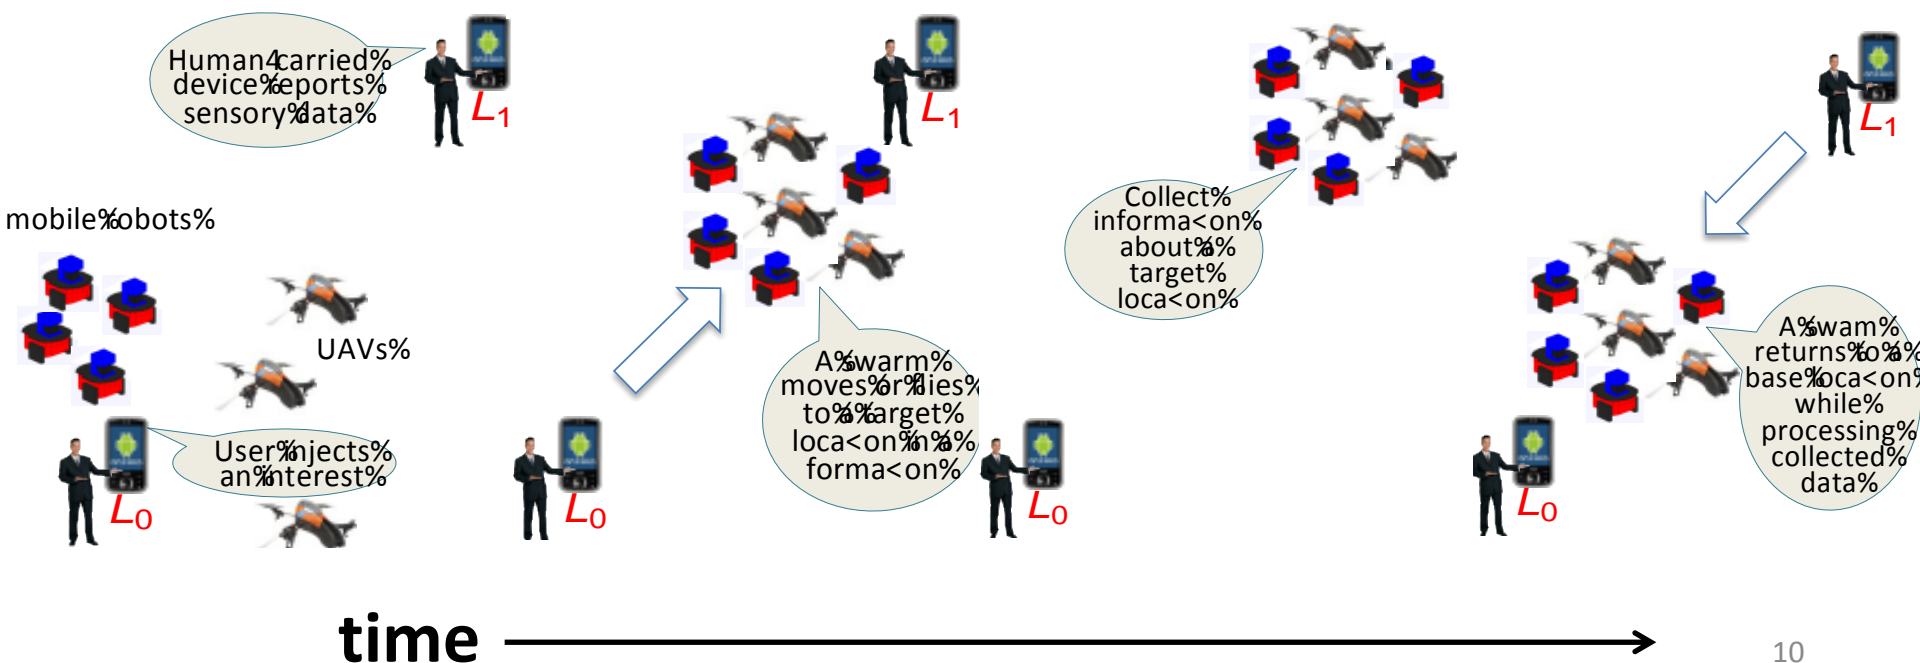 Human4carried%
device%reports%
sensory%data%
L1
mobile%robots%
UAVs%
User%injects%
an%interest%
L0
L1
A%swarm%
moves%or%flies%
to%a%target%
loca<on%in%a%
forma<on%
L0
Collect%
informa<on%
about%a%
target%
loca<on%
L0
L1
A%swam%
returns%to%a%
base%loca<on%
while%
processing%
collected%
data%
L0
time
10